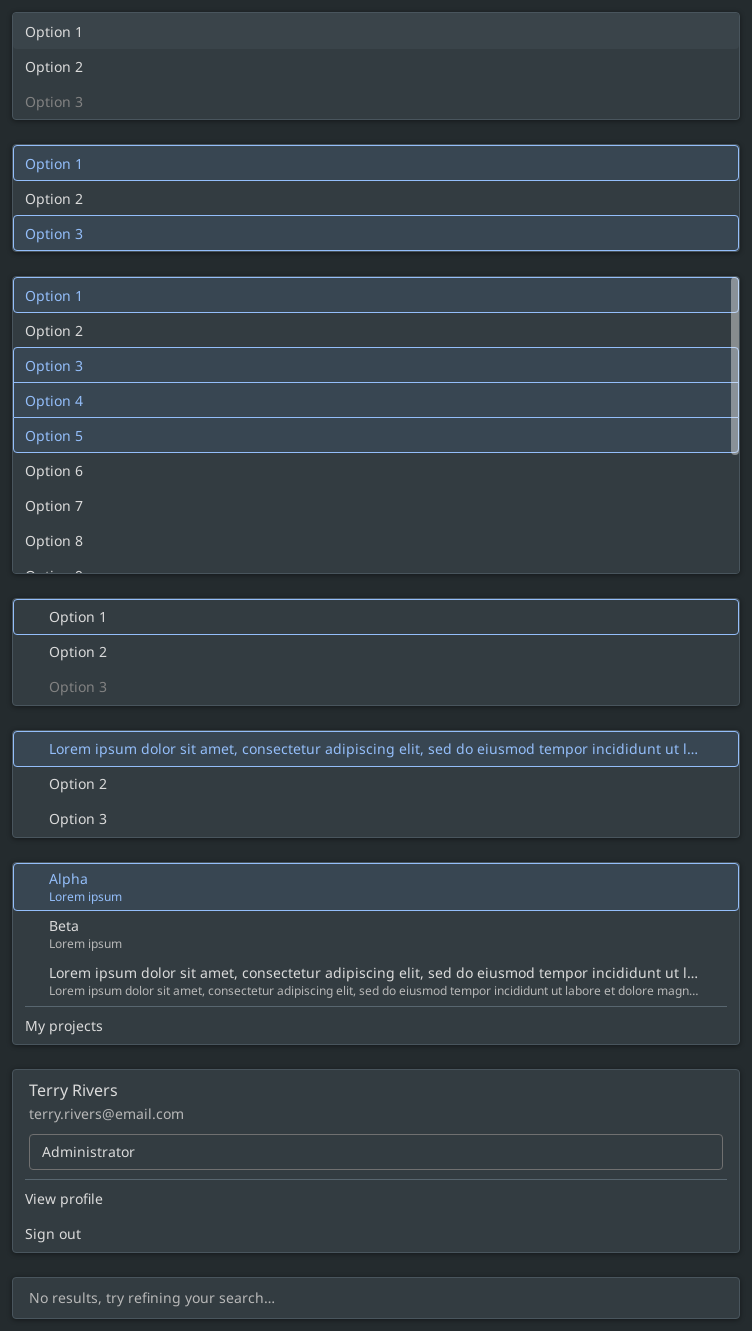 Option 1
Option 2
Option 3
Option 1
Option 2
Option 3
Option 1
Option 2
Option 3
Option 4
Option 5
Option 6
Option 7
Option 8
Option 1
Option 2
Option 3
Lorem ipsum dolor sit amet, consectetur adipiscing elit, sed do eiusmod tempor incididunt ut l...
Option 2
Option 3
Alpha
Lorem ipsum
Beta
Lorem ipsum
Lorem ipsum dolor sit amet, consectetur adipiscing elit, sed do eiusmod tempor incididunt ut l...
Lorem ipsum dolor sit amet, consectetur adipiscing elit, sed do eiusmod tempor incididunt ut labore et dolore magn...
My projects
Terry Rivers
terry.rivers@email.com
Administrator
View profile
Sign out
No results, try refining your search...